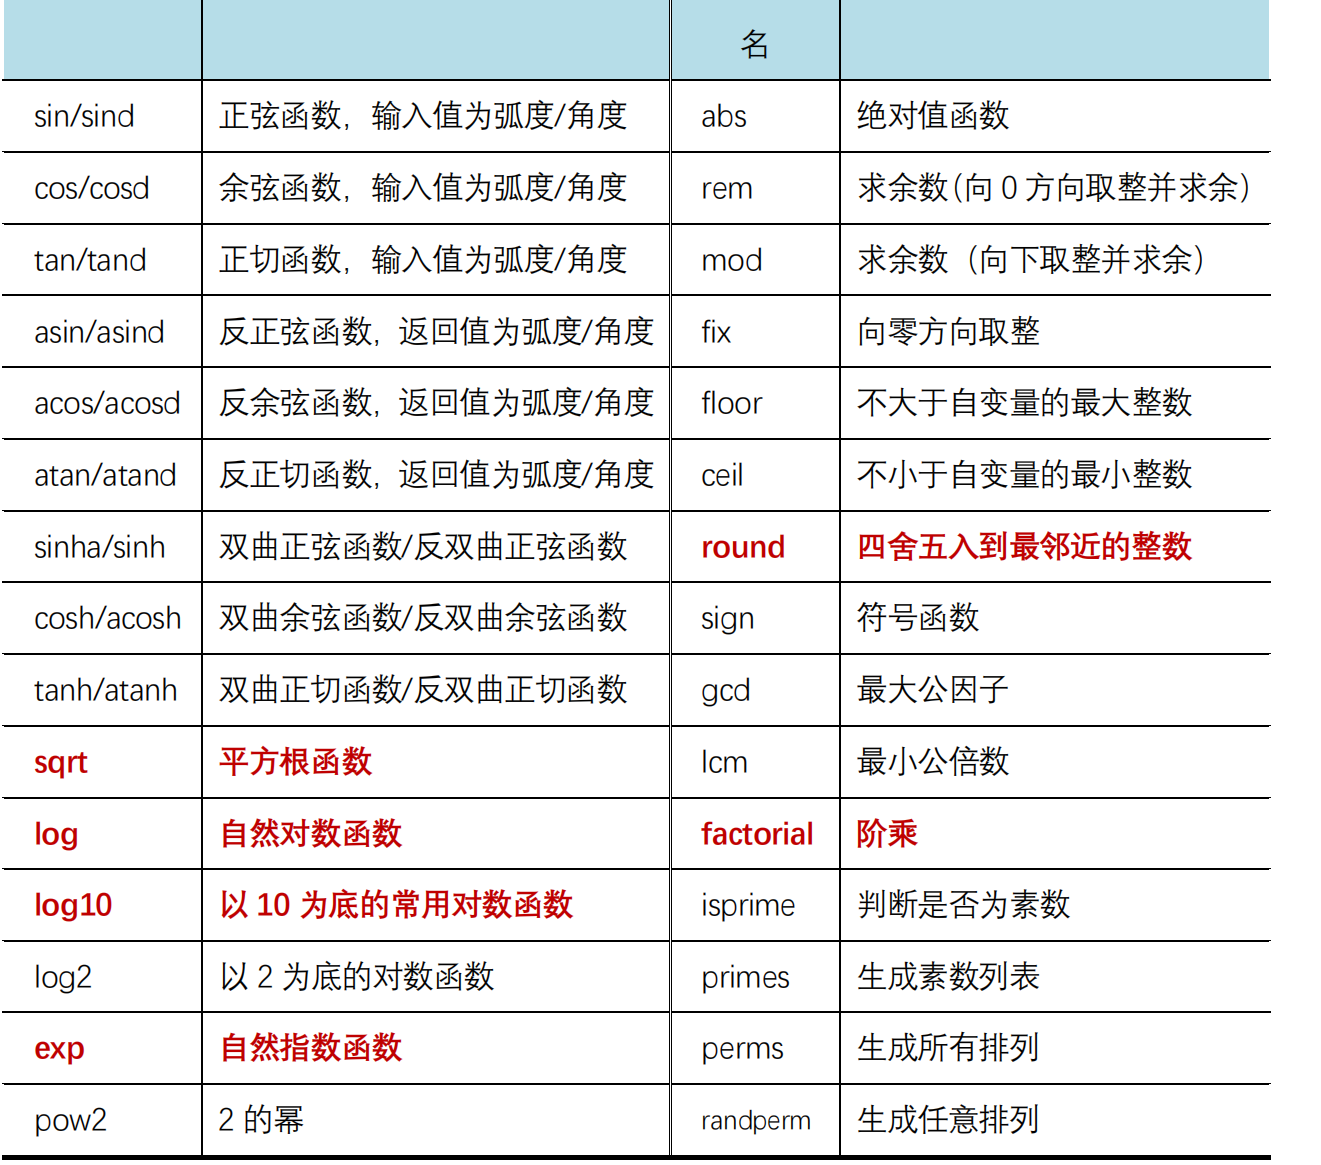 名
sin/sind 正弦函数，输入值为弧度/角度 abs 绝对值函数
cos/cosd 余弦函数，输入值为弧度/角度 rem 求余数（向 0 方向取整并求余）
tan/tand 正切函数，输入值为弧度/角度 mod 求余数（向下取整并求余）
asin/asind 反正弦函数，返回值为弧度/角度 fix 向零方向取整
acos/acosd 反余弦函数，返回值为弧度/角度 floor 不大于自变量的最大整数
atan/atand 反正切函数，返回值为弧度/角度 ceil 不小于自变量的最小整数
sinha/sinh 双曲正弦函数/反双曲正弦函数 round 四舍五入到最邻近的整数
cosh/acosh 双曲余弦函数/反双曲余弦函数 sign 符号函数
tanh/atanh 双曲正切函数/反双曲正切函数 gcd 最大公因子
sqrt 平方根函数 lcm 最小公倍数
log 自然对数函数 factorial 阶乘
log10 以 10 为底的常用对数函数 isprime 判断是否为素数
log2 以 2 为底的对数函数 primes 生成素数列表
exp 自然指数函数 perms 生成所有排列
pow2 2 的幂 randperm 生成任意排列